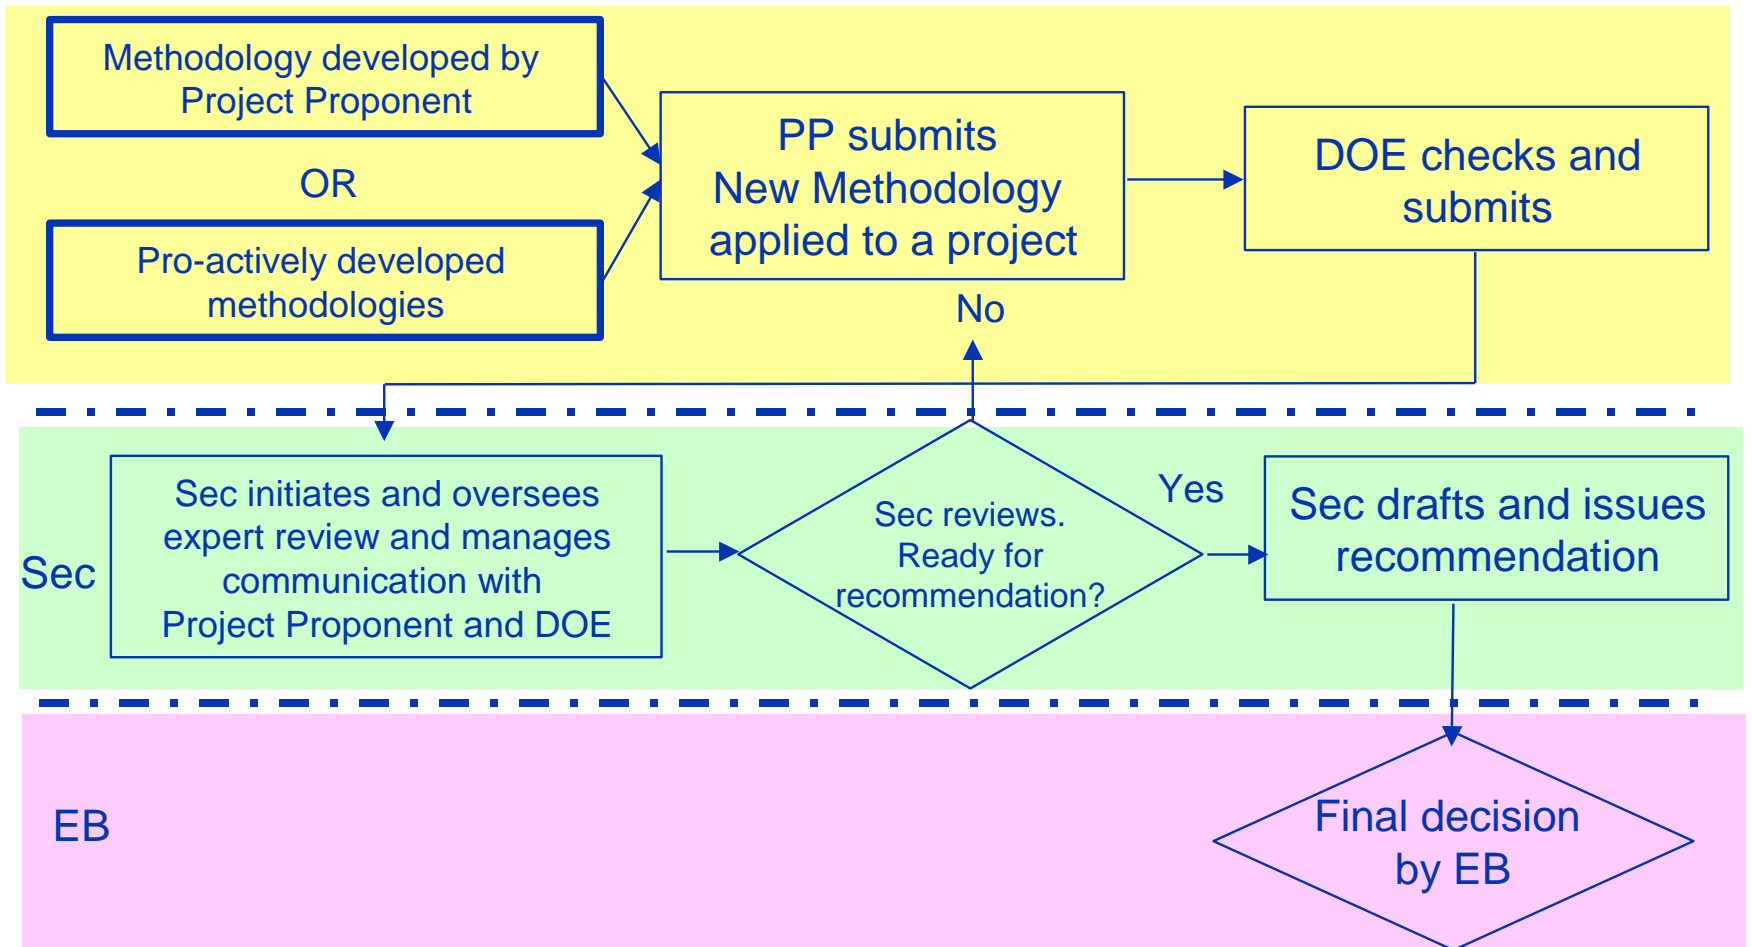 Methodology developed by
Project Proponent
OR
Pro-actively developed
methodologies
PP submits
New Methodology
applied to a project
DOE checks and
submits
No
Sec
Sec initiates and oversees
expert review and manages
communication with
Project Proponent and DOE
Sec reviews.
Ready for
recommendation?
Yes
Sec drafts and issues
recommendation
EB
Final decision
by EB